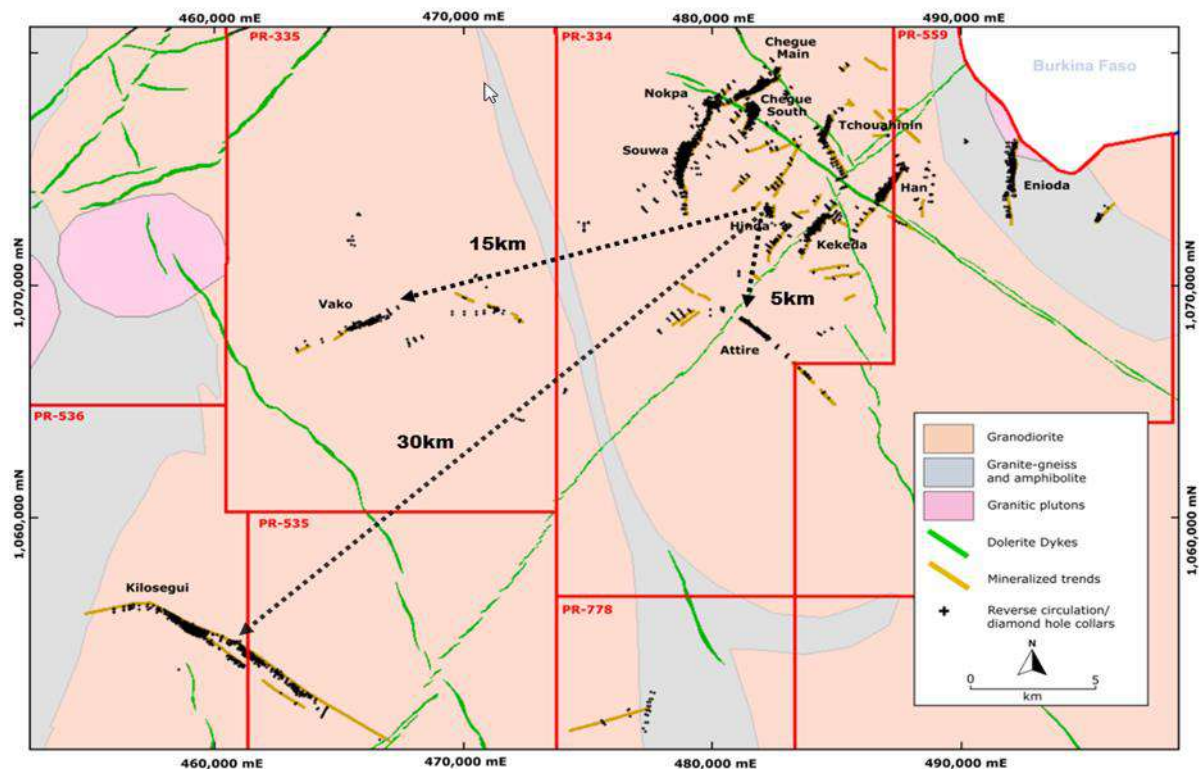 460,000 mE
470,000 mE
480,000 mE
490,000 mE
PR-335
PR-334
PR-559
Burkina Faso
Chegue
Main
Nokpa
Chegue
South
Tchouahinin
Souwa
Han
Enioda
Hinda
Kekeda
15km
5km
Vako
Attire
1,070,000 mN
1,070,000 mN
PR-536
30km
Granodiorite
Granite-gneiss
and amphibolite
Granitic plutons
Dolerite Dykes
Mineralized trends
Reverse circulation/
diamond hole collars
N
0 5
km
1,060,000 mN
1,060,000 mN
PR-535
Kilosegui
PR-778
460,000 mE
470,000 mE
480,000 mE
490,000 mE